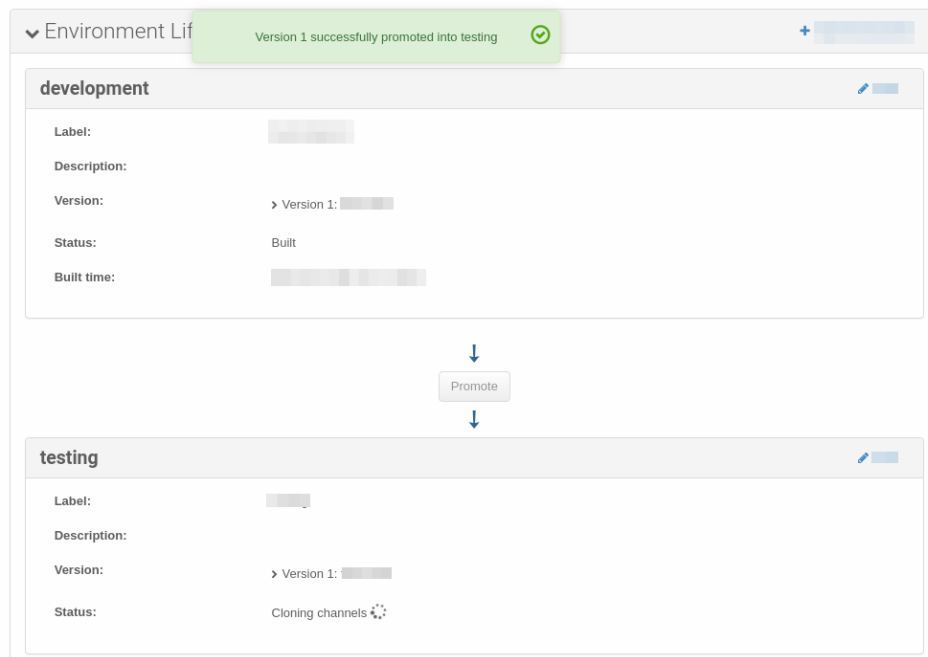 Environment Lif
Version 1 successfully promoted into testing
development
Label:
Description:
Version:
Version 1:
Status:
Built
Built time:
Promote
testing
Label:
Description:
Version:
Version 1:
Status:
Cloning channels